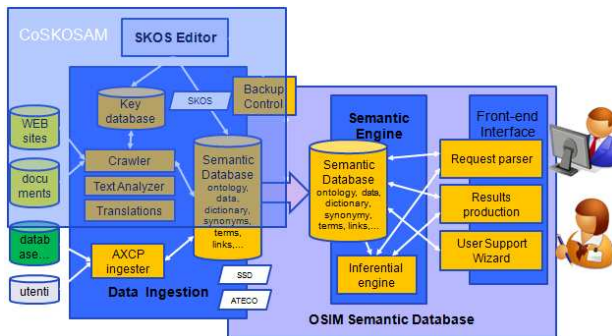 CoSKOSAM
SKOS Editor
Key
database
SKOS
Backup
Control
WEB
sites
docu
ments
Crawler
Text Analyzer
Translations
Semantic
Database
ontology,
data,
dictionary,
synonyms,
terms,
links,...
datab
ase...
utenti
AXCP
ingester
SSD
ATECO
Data Ingestion
Semantic
Engine
Semantic
Database
ontology, data,
dictionary,
synonymy,
terms, links,...
Inferential
engine
Front-end
Interface
Request parser
Results
production
User Support
Wizard
OSIM Semantic Database